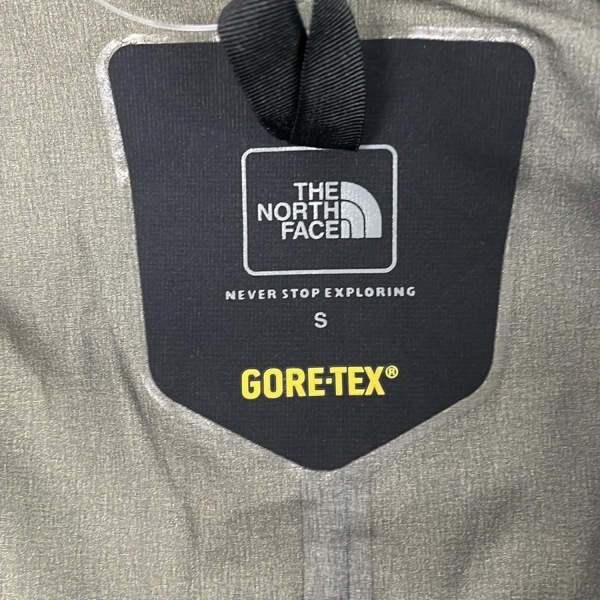 THE
NORTH
FACE
NEVER STOP EXPLORING
S
GORE-TEX®